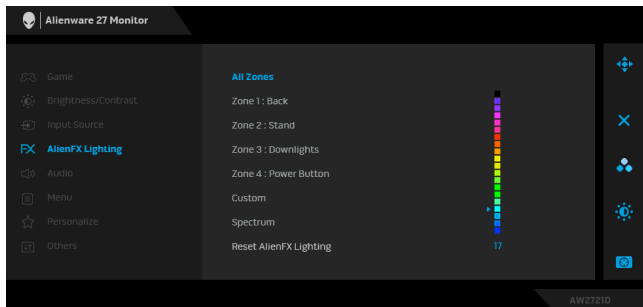 Alienware 27 Monitor
Game
Brightness/Contrast
Input Source
FX AlienFX Lighting
Audio
Menu
Personalize
Others
All Zones
Zone 1 : Back
Zone 2 : Stand
Zone 3 : Downlights
Zone 4 : Power Button
Custom
Spectrum
Reset AlienFX Lighting
17
AW2721D